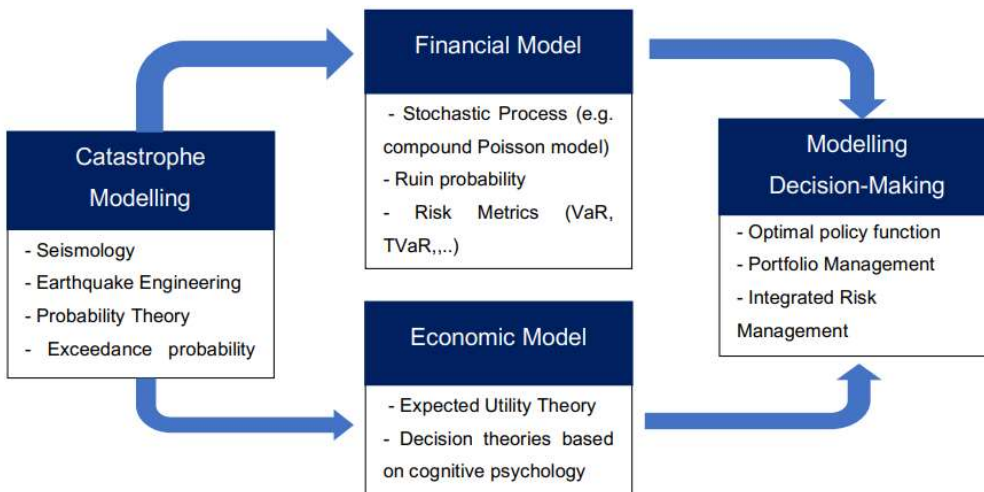 Catastrophe
Modelling
- Seismology
- Earthquake Engineering
- Probability Theory
- Exceedance probability
Financial Model
- Stochastic Process (e.g.
compound Poisson model)
- Ruin probability
- Risk Metrics (VaR,
TVaR,,..)
Economic Model
- Expected Utility Theory
- Decision theories based
on cognitive psychology
Modelling
Decision-Making
- Optimal policy function
- Portfolio Management
- Integrated Risk
Management